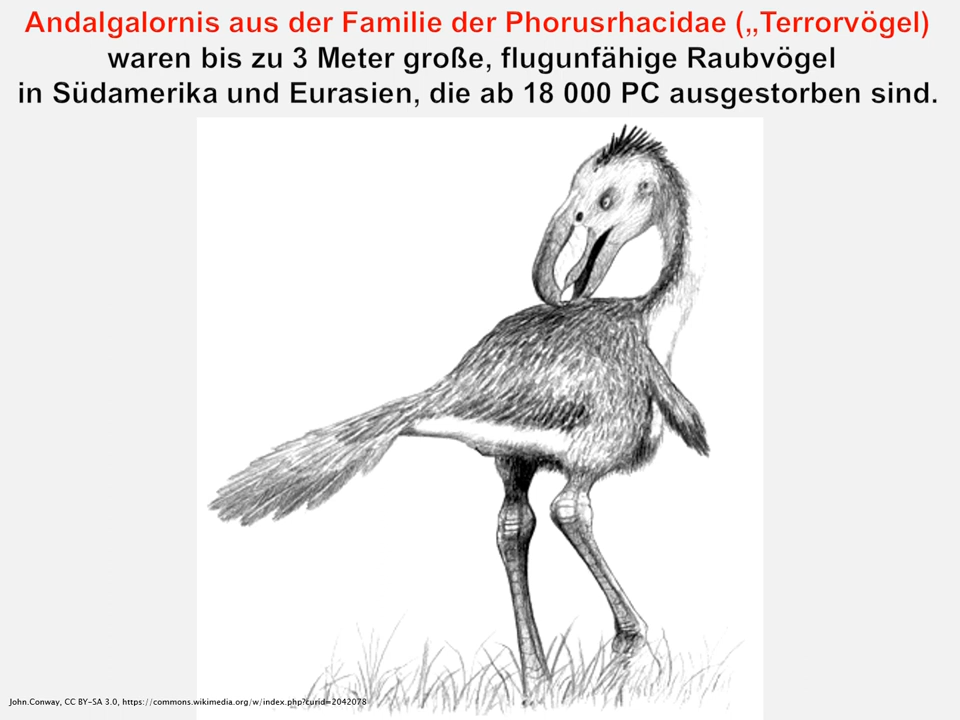 Andalgalornis aus der Familie der Phorusrhacidae („Terrorvögel)
waren bis zu 3 Meter große, flugunfähige Raubvögel
in Südamerika und Eurasien, die ab 18 000 PC ausgestorben sind.
John.Conway, CC BY-SA 3.0, https://commons.wikimedia.org/w/index.php?curid=2042078